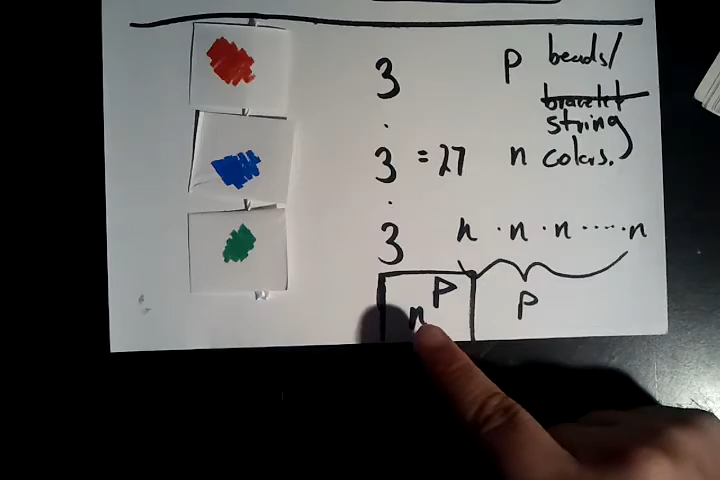 3 p beads/
·
bracelet
string
3 = 27 n colors.
·
3 n · n · n ····· n
n^p p